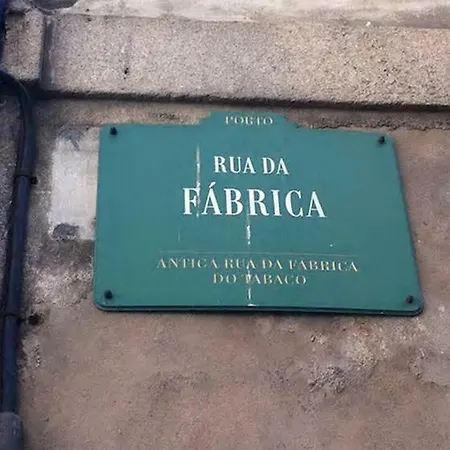 PORTO
RUA DA
FÁBRICA
ANTIGA RUA DA FÁBRICA
DO TABACO